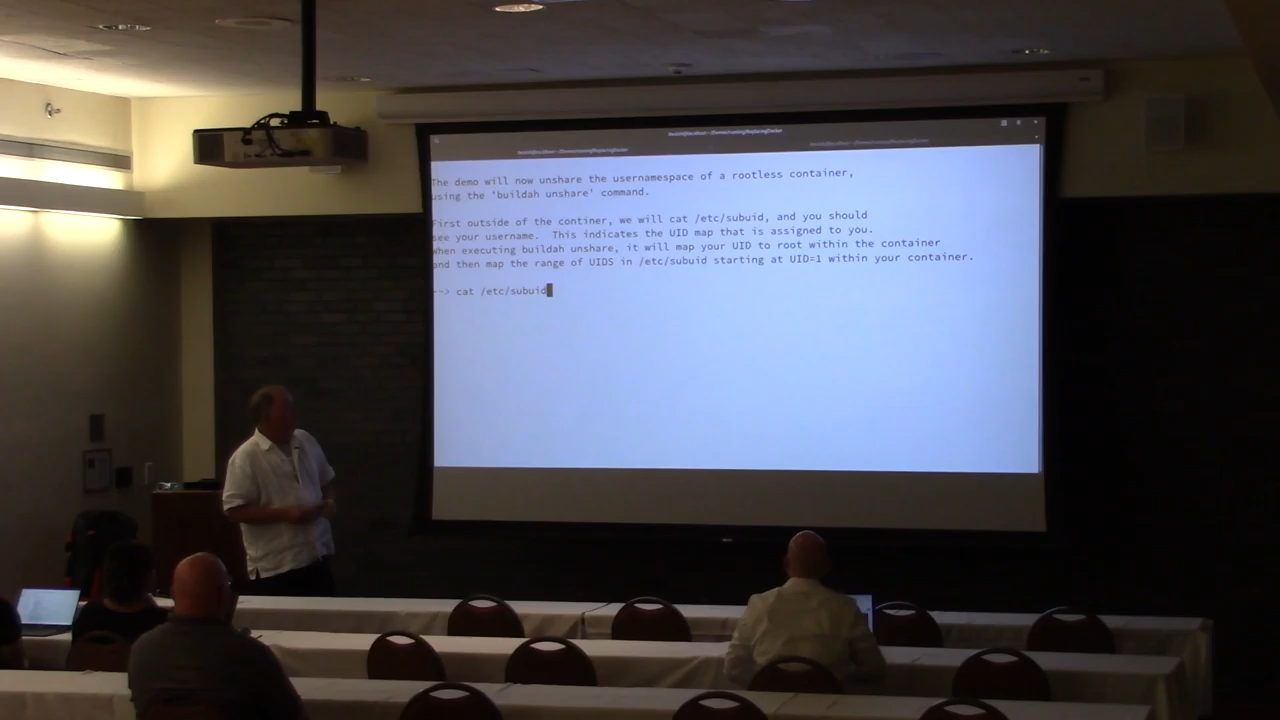 The demo will now unshare the usernamespace of a rootless container,
using the 'buildah unshare' command.
First outside of the continer, we will cat /etc/subuid, and you should
see your username.  This indicates the UID map that is assigned to you.
When executing buildah unshare, it will map your UID to root within the container
and then map the range of UIDS in /etc/subuid starting at UID=1 within your container.
--> cat /etc/subuid